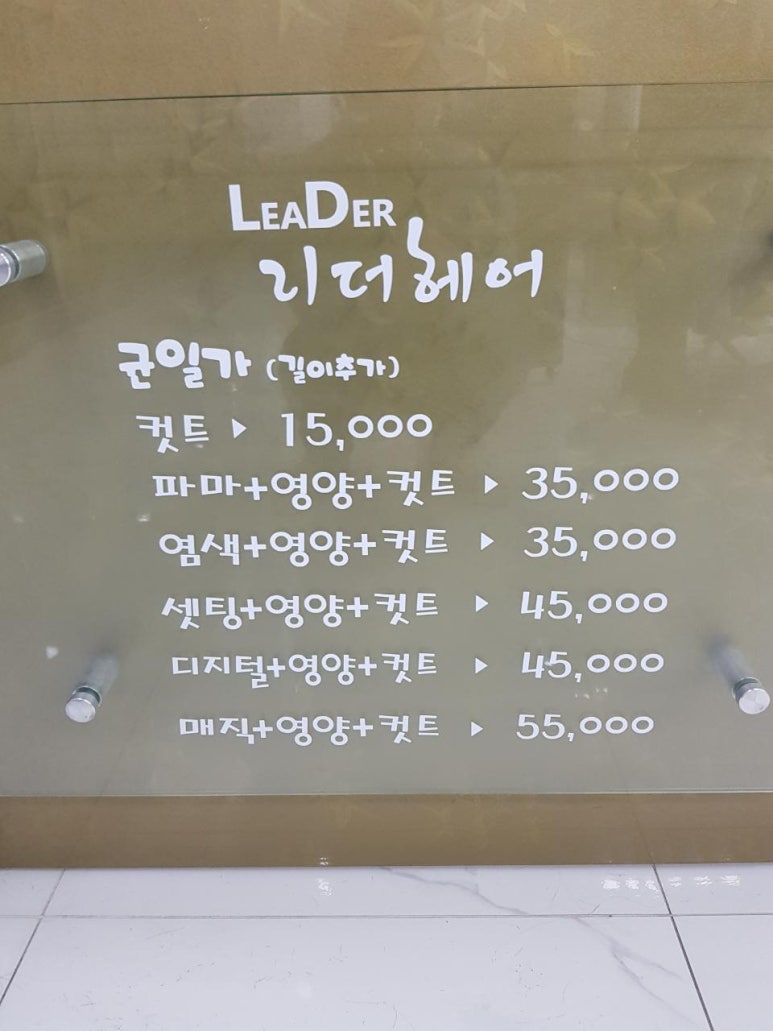 LEADER
리더헤어
균일가 (길이추가)
컷트 ▶ 15,000
파마+영양+컷트 ▶ 35,000
염색+영양+컷트 ▶ 35,000
셋팅+영양+컷트 ▶ 45,000
디지털+영양+컷트 ▶ 45,000
매직+영양+컷트 ▶ 55,000